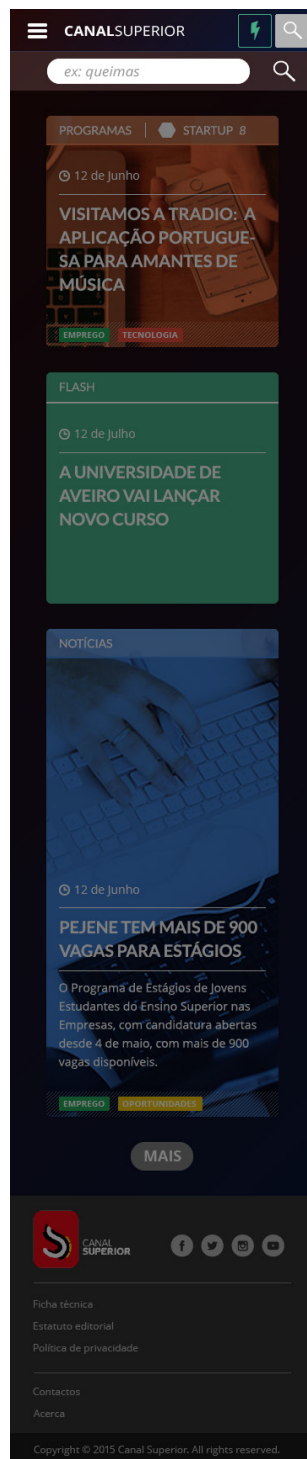 CANALSUPERIOR
ex: queimas
PROGRAMAS | STARTUP 8
12 de Junho
VISITAMOS A TRADIO: A
APLICAÇÃO PORTUGUE-
SA PARA AMANTES DE
MÚSICA
EMPREGO TECNOLOGIA
FLASH
12 de Julho
A UNIVERSIDADE DE
AVEIRO VAI LANÇAR
NOVO CURSO
NOTÍCIAS
12 de Junho
PEJENE TEM MAIS DE 900
VAGAS PARA ESTÁGIOS
O Programa de Estágios de Jovens
Estudantes do Ensino Superior nas
Empresas, com candidatura abertas
desde 4 de maio, com mais de 900
vagas disponíveis.
EMPREGO OPORTUNIDADES
MAIS
CANAL
SUPERIOR
Ficha técnica
Estatuto editorial
Política de privacidade
Contactos
Acerca
Copyright © 2015 Canal Superior. All rights reserved.